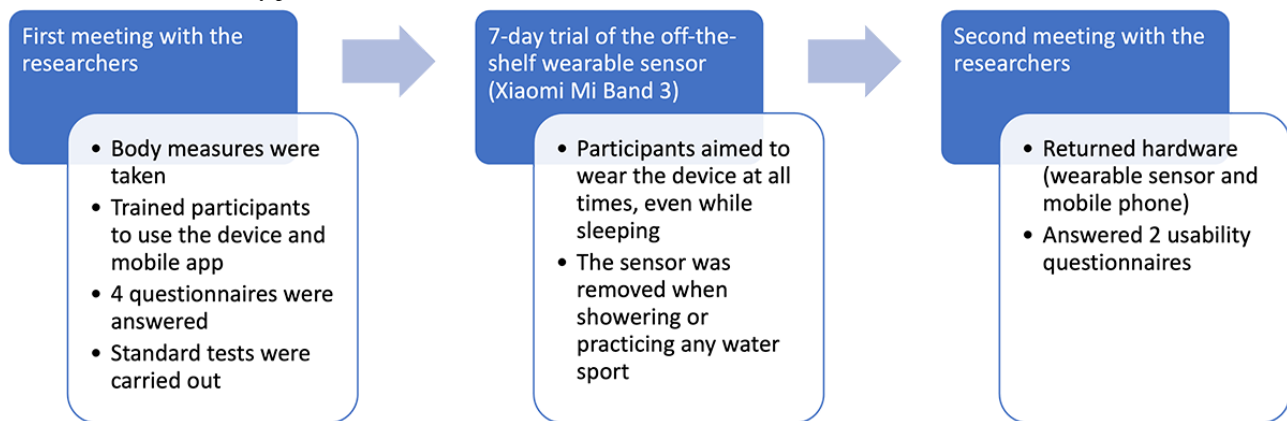 First meeting with the
researchers
• Body measures were
taken
• Trained participants
to use the device and
mobile app
• 4 questionnaires were
answered
• Standard tests were
carried out
7-day trial of the off-the-
shelf wearable sensor
(Xiaomi Mi Band 3)
• Participants aimed to
wear the device at all
times, even while
sleeping
• The sensor was
removed when
showering or
practicing any water
sport
Second meeting with the
researchers
• Returned hardware
(wearable sensor and
mobile phone)
• Answered 2 usability
questionnaires